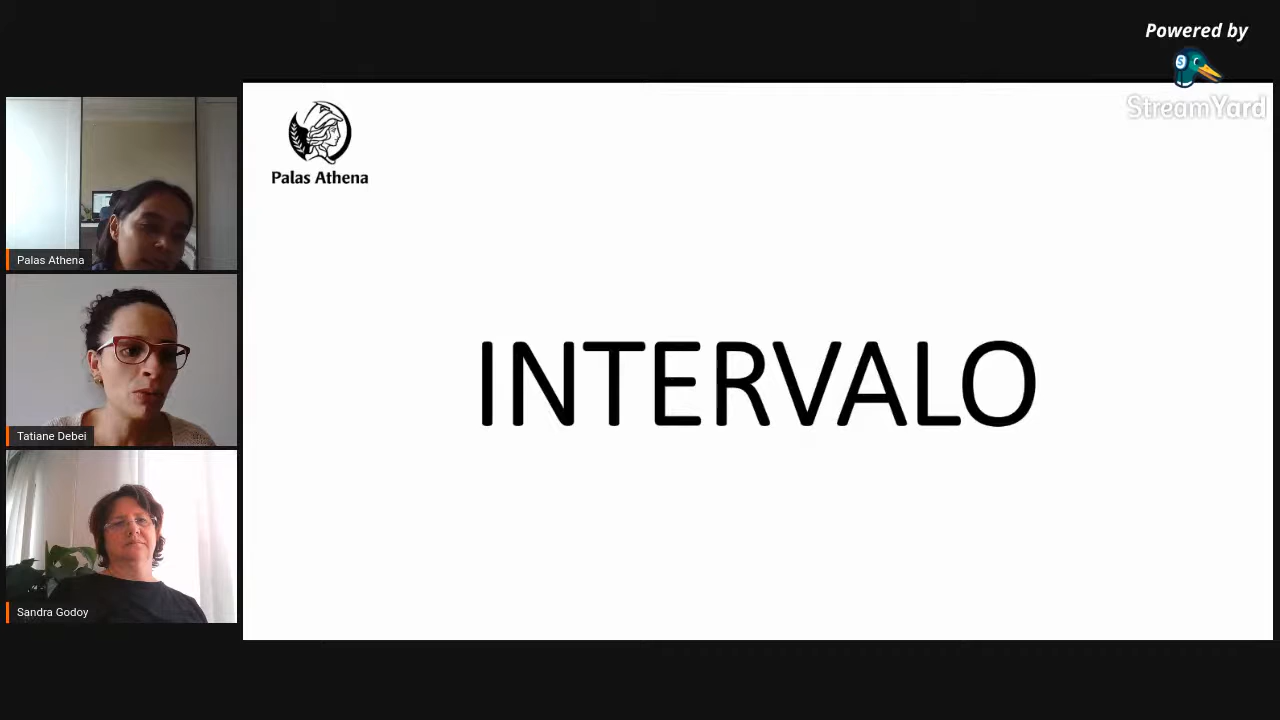 Powered by
StreamYard
Palas Athena
INTERVALO
Palas Athena
Tatiane Debei
Sandra Godoy